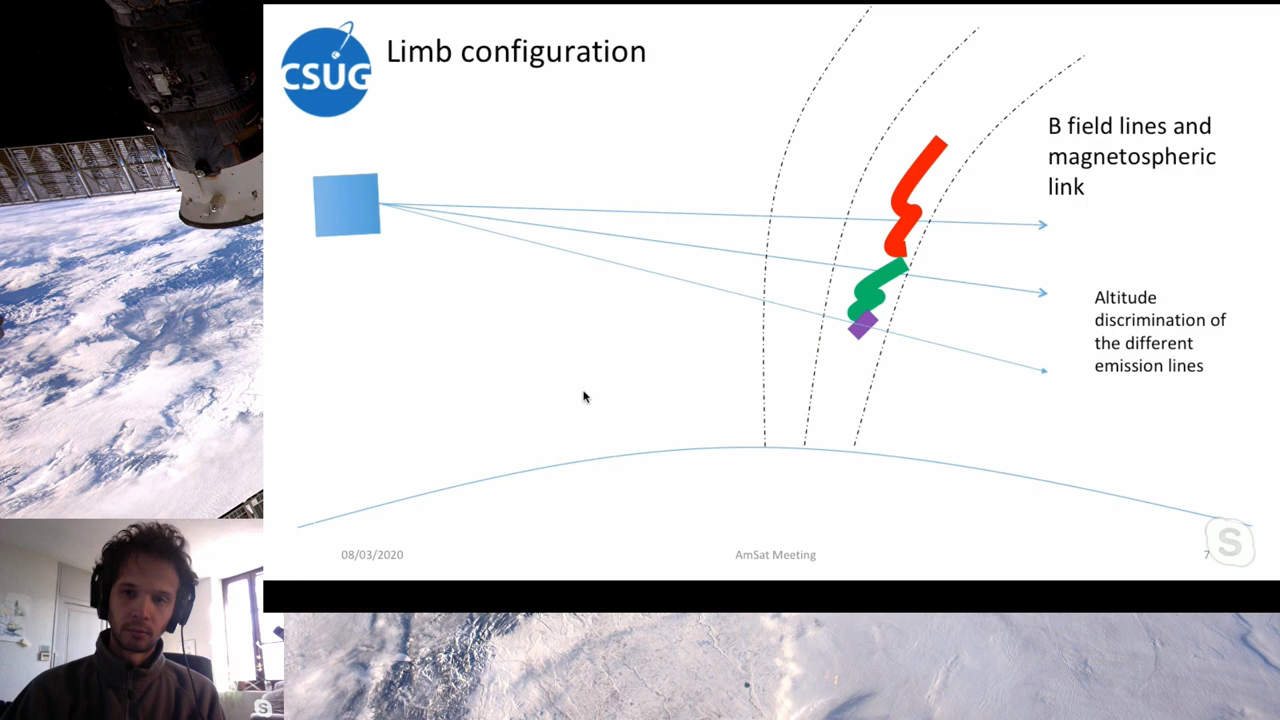 CSUG
Limb configuration
B field lines and
magnetospheric
link
Altitude
discrimination of
the different
emission lines
08/03/2020
AmSat Meeting
7
S
S